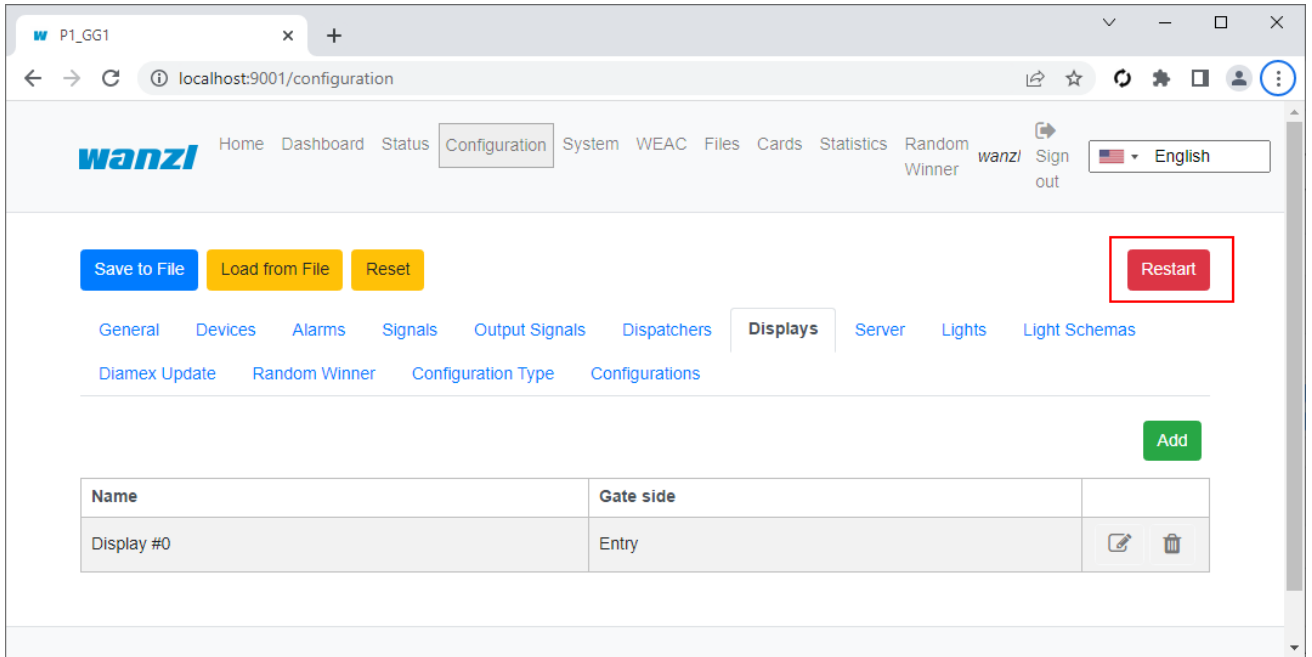 W P1_GG1
localhost:9001/configuration
wanzl Home Dashboard Status Configuration System WEAC Files Cards Statistics Random Winner wanzl Sign out English
Save to File Load from File Reset Restart
General Devices Alarms Signals Output Signals Dispatchers Displays Server Lights Light Schemas
Diamex Update Random Winner Configuration Type Configurations
Add
Name Gate side
Display #0 Entry